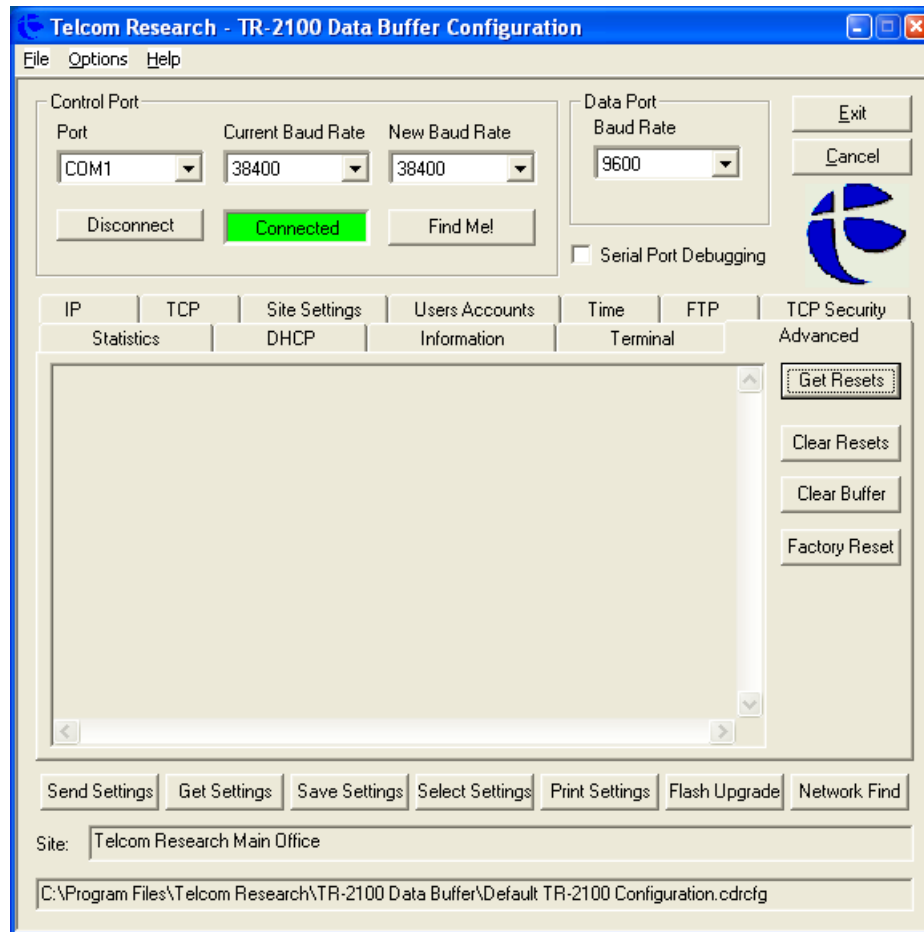 Telcom Research - TR-2100 Data Buffer Configuration
File Options Help
Control Port
Port
Current Baud Rate
New Baud Rate
COM1
38400
38400
Disconnect
Connected
Find Me!
Data Port
Baud Rate
9600
Serial Port Debugging
Exit
Cancel
IP
TCP
Site Settings
Users Accounts
Time
FTP
TCP Security
Statistics
DHCP
Information
Terminal
Advanced
Get Resets
Clear Resets
Clear Buffer
Factory Reset
Send Settings
Get Settings
Save Settings
Select Settings
Print Settings
Flash Upgrade
Network Find
Site: Telcom Research Main Office
C:\Program Files\Telcom Research\TR-2100 Data Buffer\Default TR-2100 Configuration.cdrcfg